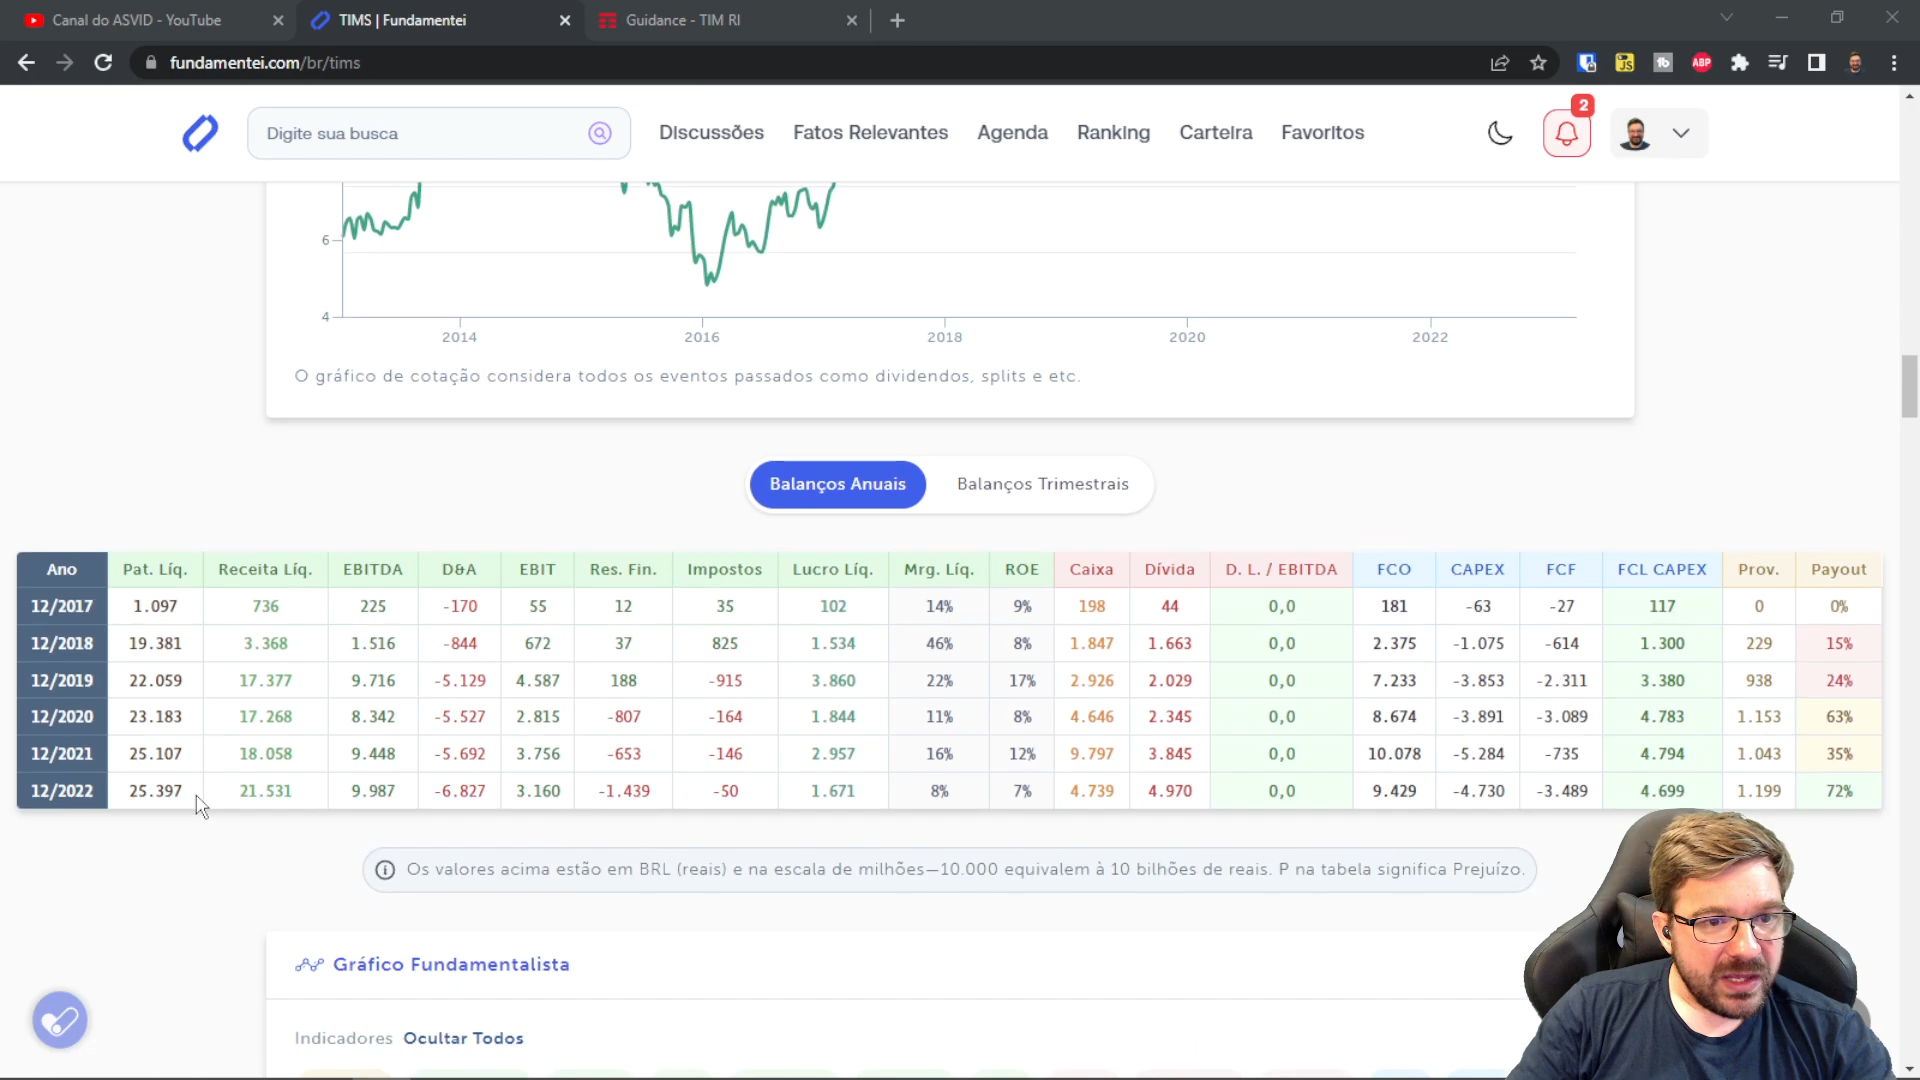 Canal do ASVID - YouTube
TIMS | Fundamentei
Guidance - TIM RI
fundamentei.com/br/tims
JS
1b
ABP
Digite sua busca
Discussões
Fatos Relevantes
Agenda
Ranking
Carteira
Favoritos
2
6
4
2014 2016 2018 2020 2022
O gráfico de cotação considera todos os eventos passados como dividendos, splits e etc.
Balanços Anuais
Balanços Trimestrais
Ano Pat. Líq. Receita Líq. EBITDA D&A EBIT Res. Fin. Impostos Lucro Líq. Mrg. Líq. ROE Caixa Dívida D. L. / EBITDA FCO CAPEX FCF FCL CAPEX Prov. Payout
12/2017 1.097 736 225 -170 55 12 35 102 14% 9% 198 44 0,0 181 -63 -27 117 0 0%
12/2018 19.381 3.368 1.516 -844 672 37 825 1.534 46% 8% 1.847 1.663 0,0 2.375 -1.075 -614 1.300 229 15%
12/2019 22.059 17.377 9.716 -5.129 4.587 188 -915 3.860 22% 17% 2.926 2.029 0,0 7.233 -3.853 -2.311 3.380 938 24%
12/2020 23.183 17.268 8.342 -5.527 2.815 -807 -164 1.844 11% 8% 4.646 2.345 0,0 8.674 -3.891 -3.089 4.783 1.153 63%
12/2021 25.107 18.058 9.448 -5.692 3.756 -653 -146 2.957 16% 12% 9.797 3.845 0,0 10.078 -5.284 -735 4.794 1.043 35%
12/2022 25.397 21.531 9.987 -6.827 3.160 -1.439 -50 1.671 8% 7% 4.739 4.970 0,0 9.429 -4.730 -3.489 4.699 1.199 72%
Os valores acima estão em BRL (reais) e na escala de milhões—10.000 equivalem à 10 bilhões de reais. P na tabela significa Prejuízo.
Gráfico Fundamentalista
Indicadores Ocultar Todos